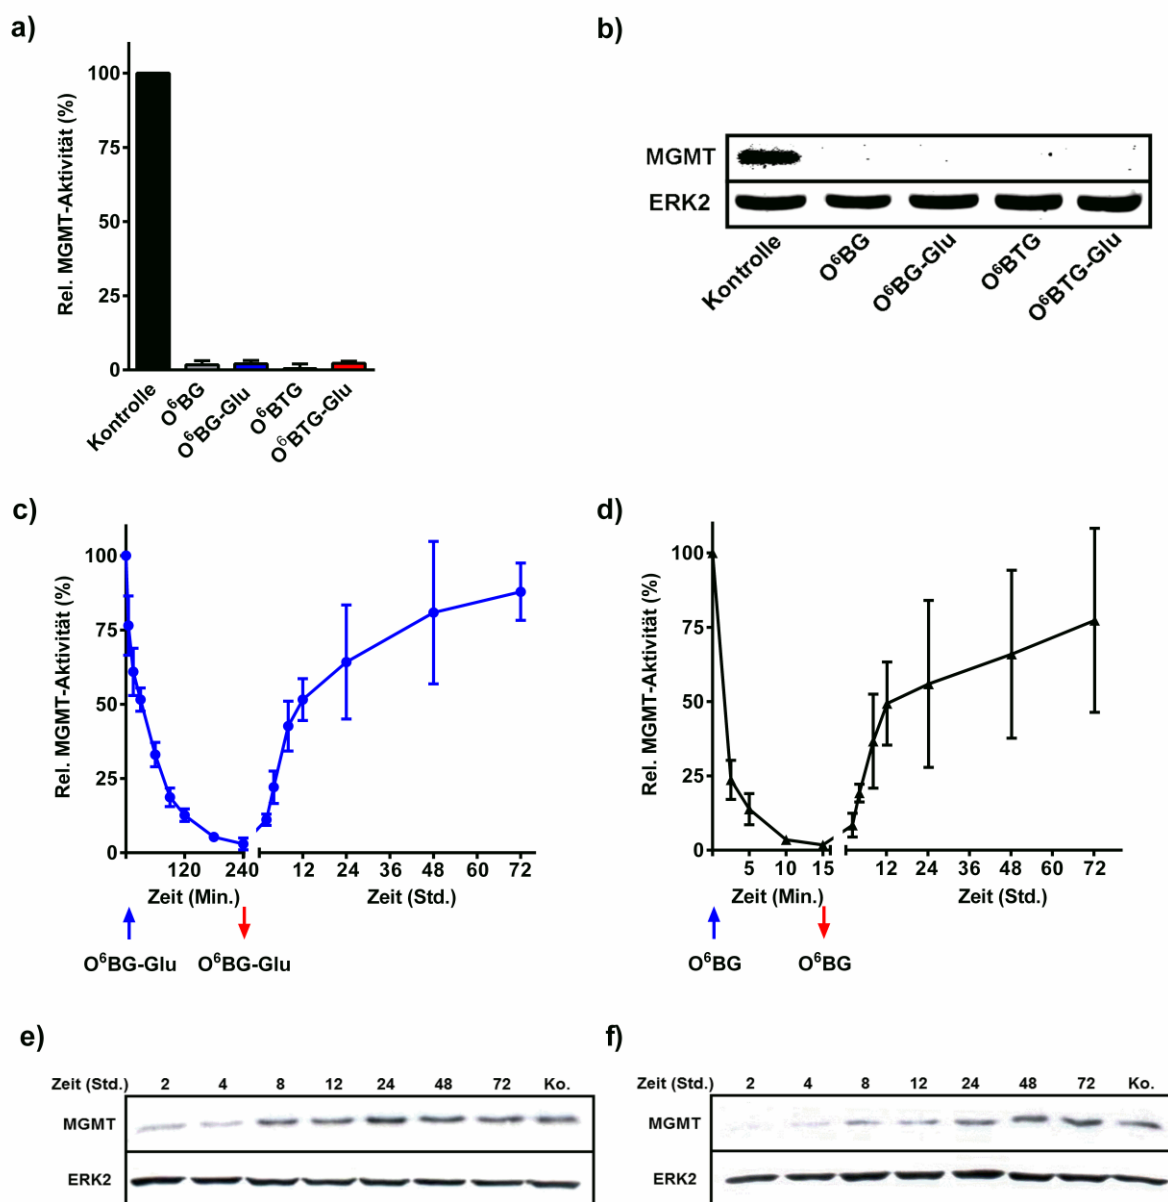 a)
Rel. MGMT-Aktivität (%)
100
75
50
25
0
Kontrolle
O⁶BG
O⁶BG-Glu
O⁶BTG
O⁶BTG-Glu
b)
MGMT
ERK2
Kontrolle
O⁶BG
O⁶BG-Glu
O⁶BTG
O⁶BTG-Glu
c)
Rel. MGMT-Aktivität (%)
100
75
50
25
0
120 240 12 24 36 48 60 72
Zeit (Min.) Zeit (Std.)
O⁶BG-Glu O⁶BG-Glu
d)
Rel. MGMT-Aktivität (%)
100
75
50
25
0
5 10 15 12 24 36 48 60 72
Zeit (Min.) Zeit (Std.)
O⁶BG O⁶BG
e)
Zeit (Std.) 2 4 8 12 24 48 72 Ko.
MGMT
ERK2
f)
Zeit (Std.) 2 4 8 12 24 48 72 Ko.
MGMT
ERK2